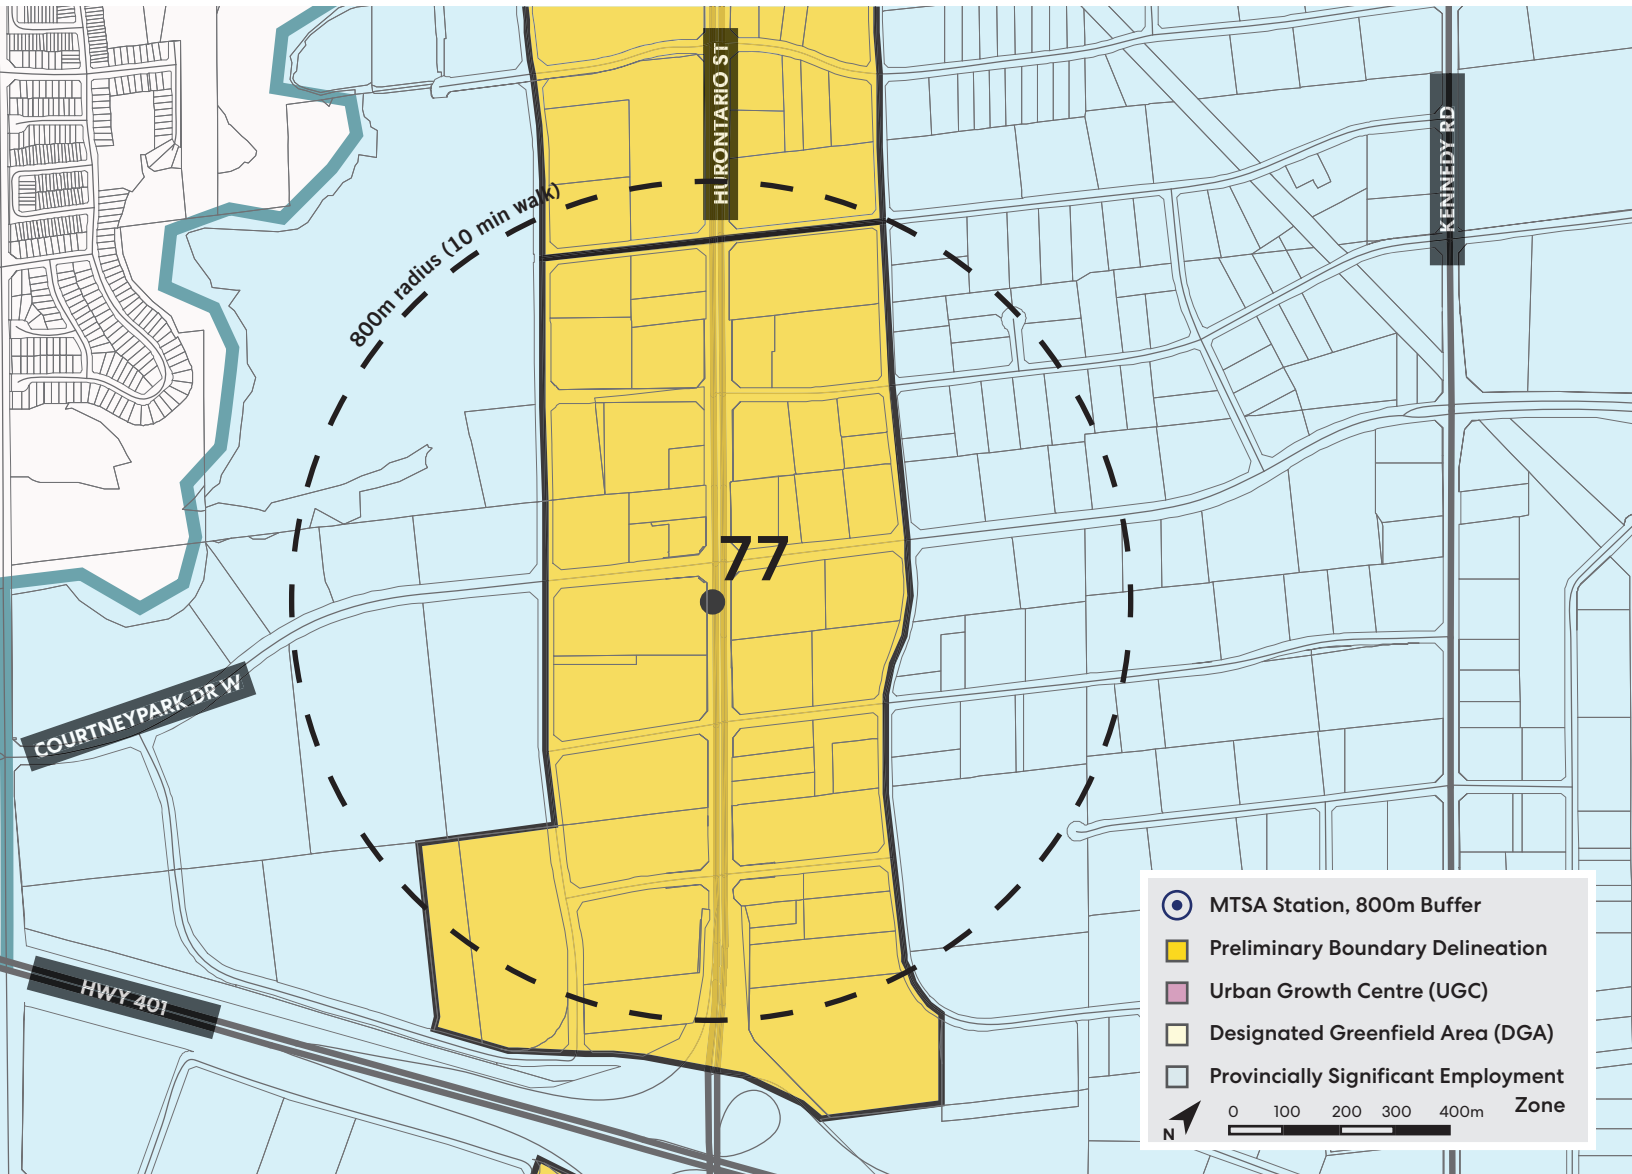 HURONTARIO ST
KENNEDY RD
800m radius (10 min walk)
77
COURTNEYPARK DR W
HWY 401
MTSA Station, 800m Buffer
Preliminary Boundary Delineation
Urban Growth Centre (UGC)
Designated Greenfield Area (DGA)
Provincially Significant Employment
Zone
N
0 100 200 300 400m